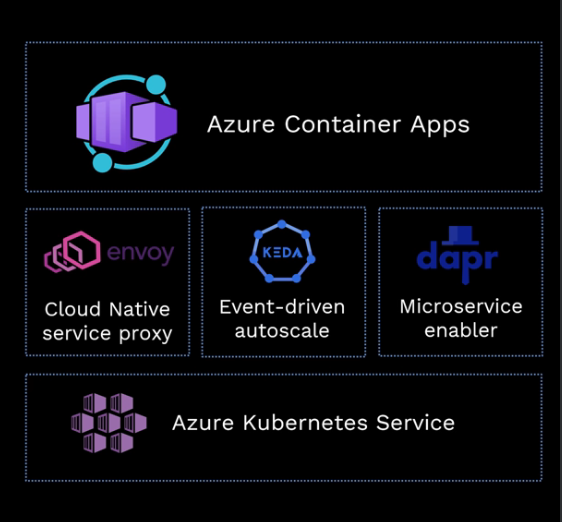 Azure Container Apps
envoy
Cloud Native
service proxy
KEDA
Event-driven
autoscale
dapr
Microservice
enabler
Azure Kubernetes Service